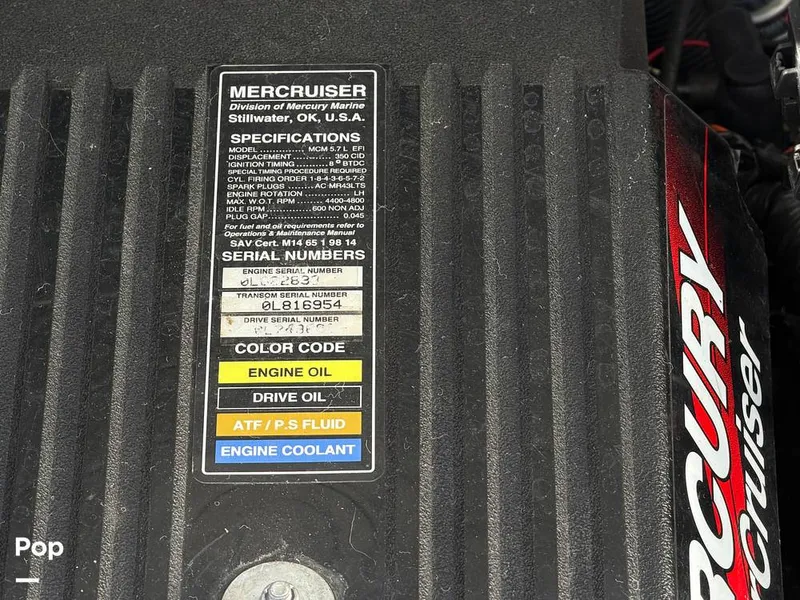 MERCRUISER
Division of Mercury Marine
Stillwater, OK, U.S.A.
SPECIFICATIONS
MODEL .............. MCM 5.7 L EFI
DISPLACEMENT .......... 350 CID
IGNITION TIMING ......... 8° BTDC
SPECIAL TIMING PROCEDURE REQUIRED
CYL. FIRING ORDER 1-8-4-3-6-5-7-2
SPARK PLUGS ....... AC-MR43LTS
ENGINE ROTATION .............. LH
MAX. W.O.T. RPM ..... 4400-4800
IDLE RPM ............ 600 NON ADJ
PLUG GAP .................... 0.045
For fuel and oil requirements refer to
Operations & Maintenance Manual
SAV Cert. M14 65 1 98 14
SERIAL NUMBERS
ENGINE SERIAL NUMBER
TRANSOM SERIAL NUMBER
0L816954
DRIVE SERIAL NUMBER
COLOR CODE
ENGINE OIL
DRIVE OIL
ATF / P.S FLUID
ENGINE COOLANT
RCURY
rCruiser
Pop